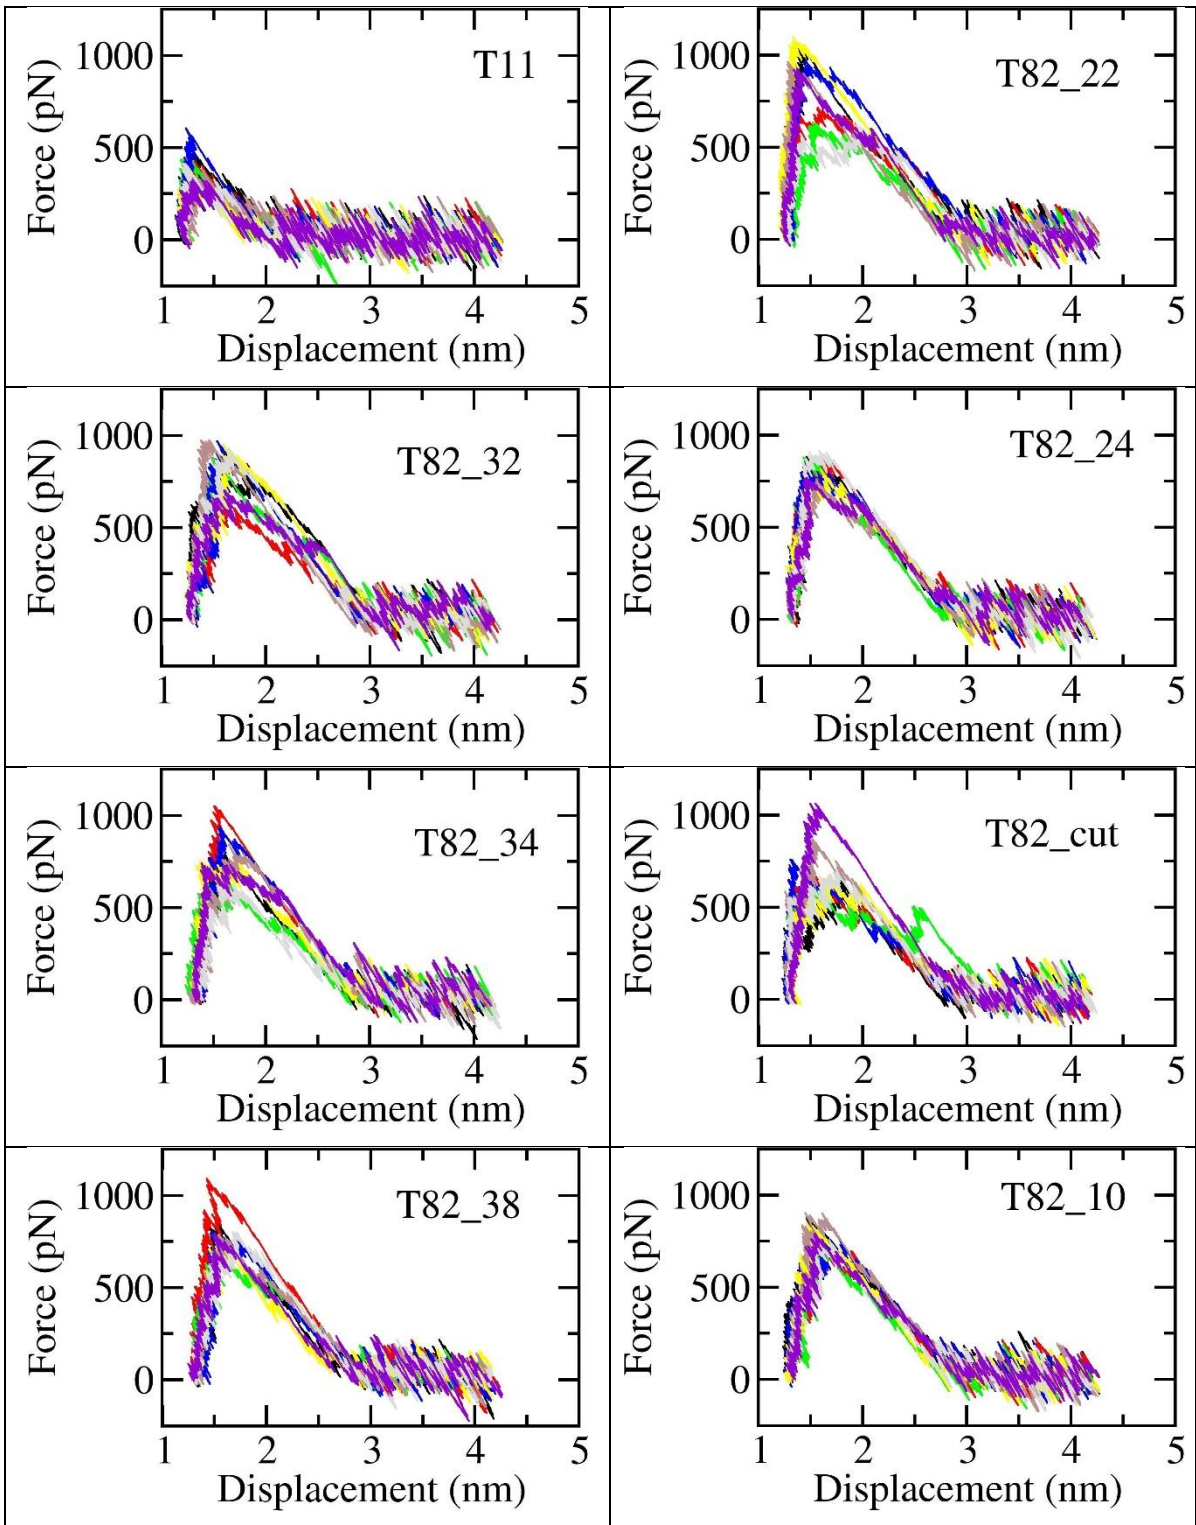 T11
1000
500
0
Force (pN)
1 2 3 4 5
Displacement (nm)
T82_22
1000
500
0
Force (pN)
1 2 3 4 5
Displacement (nm)
T82_32
1000
500
0
Force (pN)
1 2 3 4 5
Displacement (nm)
T82_24
1000
500
0
Force (pN)
1 2 3 4 5
Displacement (nm)
T82_34
1000
500
0
Force (pN)
1 2 3 4 5
Displacement (nm)
T82_cut
1000
500
0
Force (pN)
1 2 3 4 5
Displacement (nm)
T82_38
1000
500
0
Force (pN)
1 2 3 4 5
Displacement (nm)
T82_10
1000
500
0
Force (pN)
1 2 3 4 5
Displacement (nm)